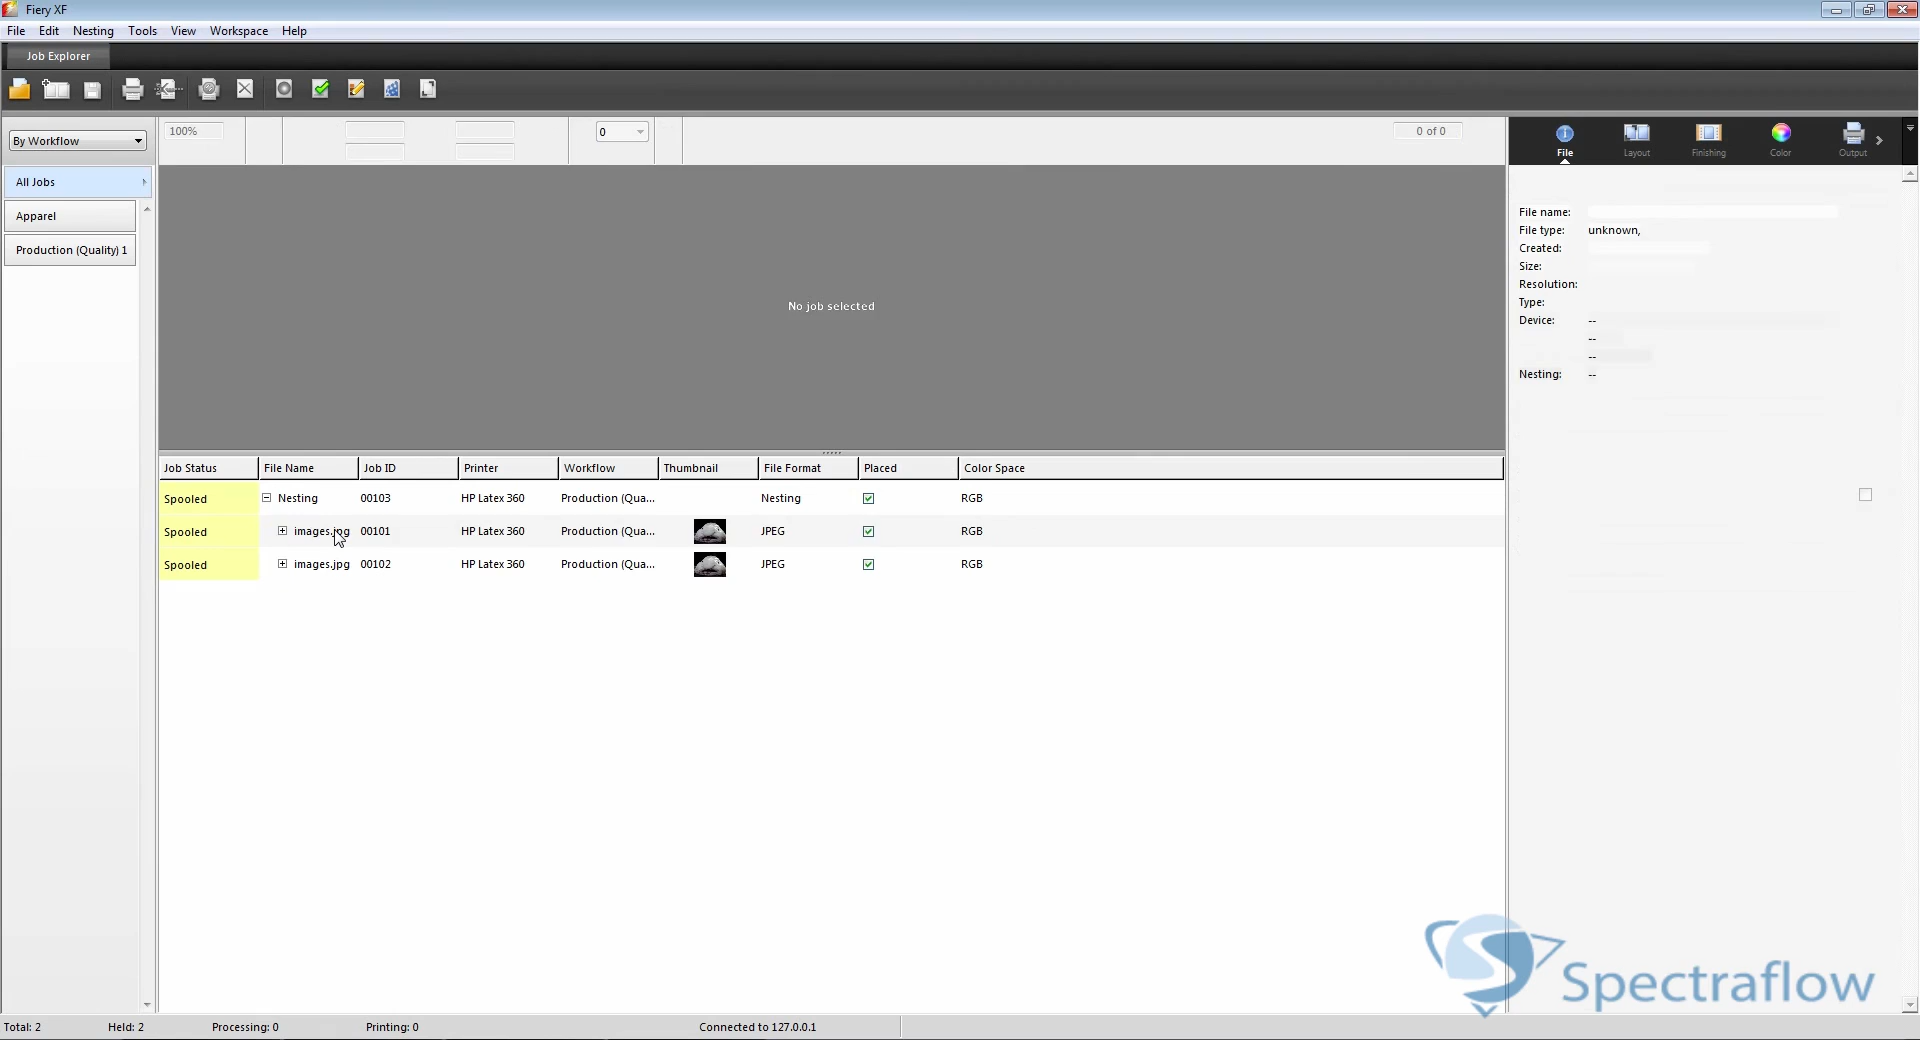 Fiery XF
File Edit Nesting Tools View Workspace Help
Job Explorer
By Workflow
100%
0
0 of 0
File Layout Finishing Color Output
All Jobs
Apparel
Production (Quality) 1
No job selected
File name:
File type: unknown,
Created:
Size:
Resolution:
Type:
Device: --
--
--
Nesting: --
Job Status File Name Job ID Printer Workflow Thumbnail File Format Placed Color Space
Spooled Nesting 00103 HP Latex 360 Production (Qua... Nesting RGB
Spooled images.jpg 00101 HP Latex 360 Production (Qua... JPEG RGB
Spooled images.jpg 00102 HP Latex 360 Production (Qua... JPEG RGB
Spectraflow
Total: 2 Held: 2 Processing: 0 Printing: 0 Connected to 127.0.0.1